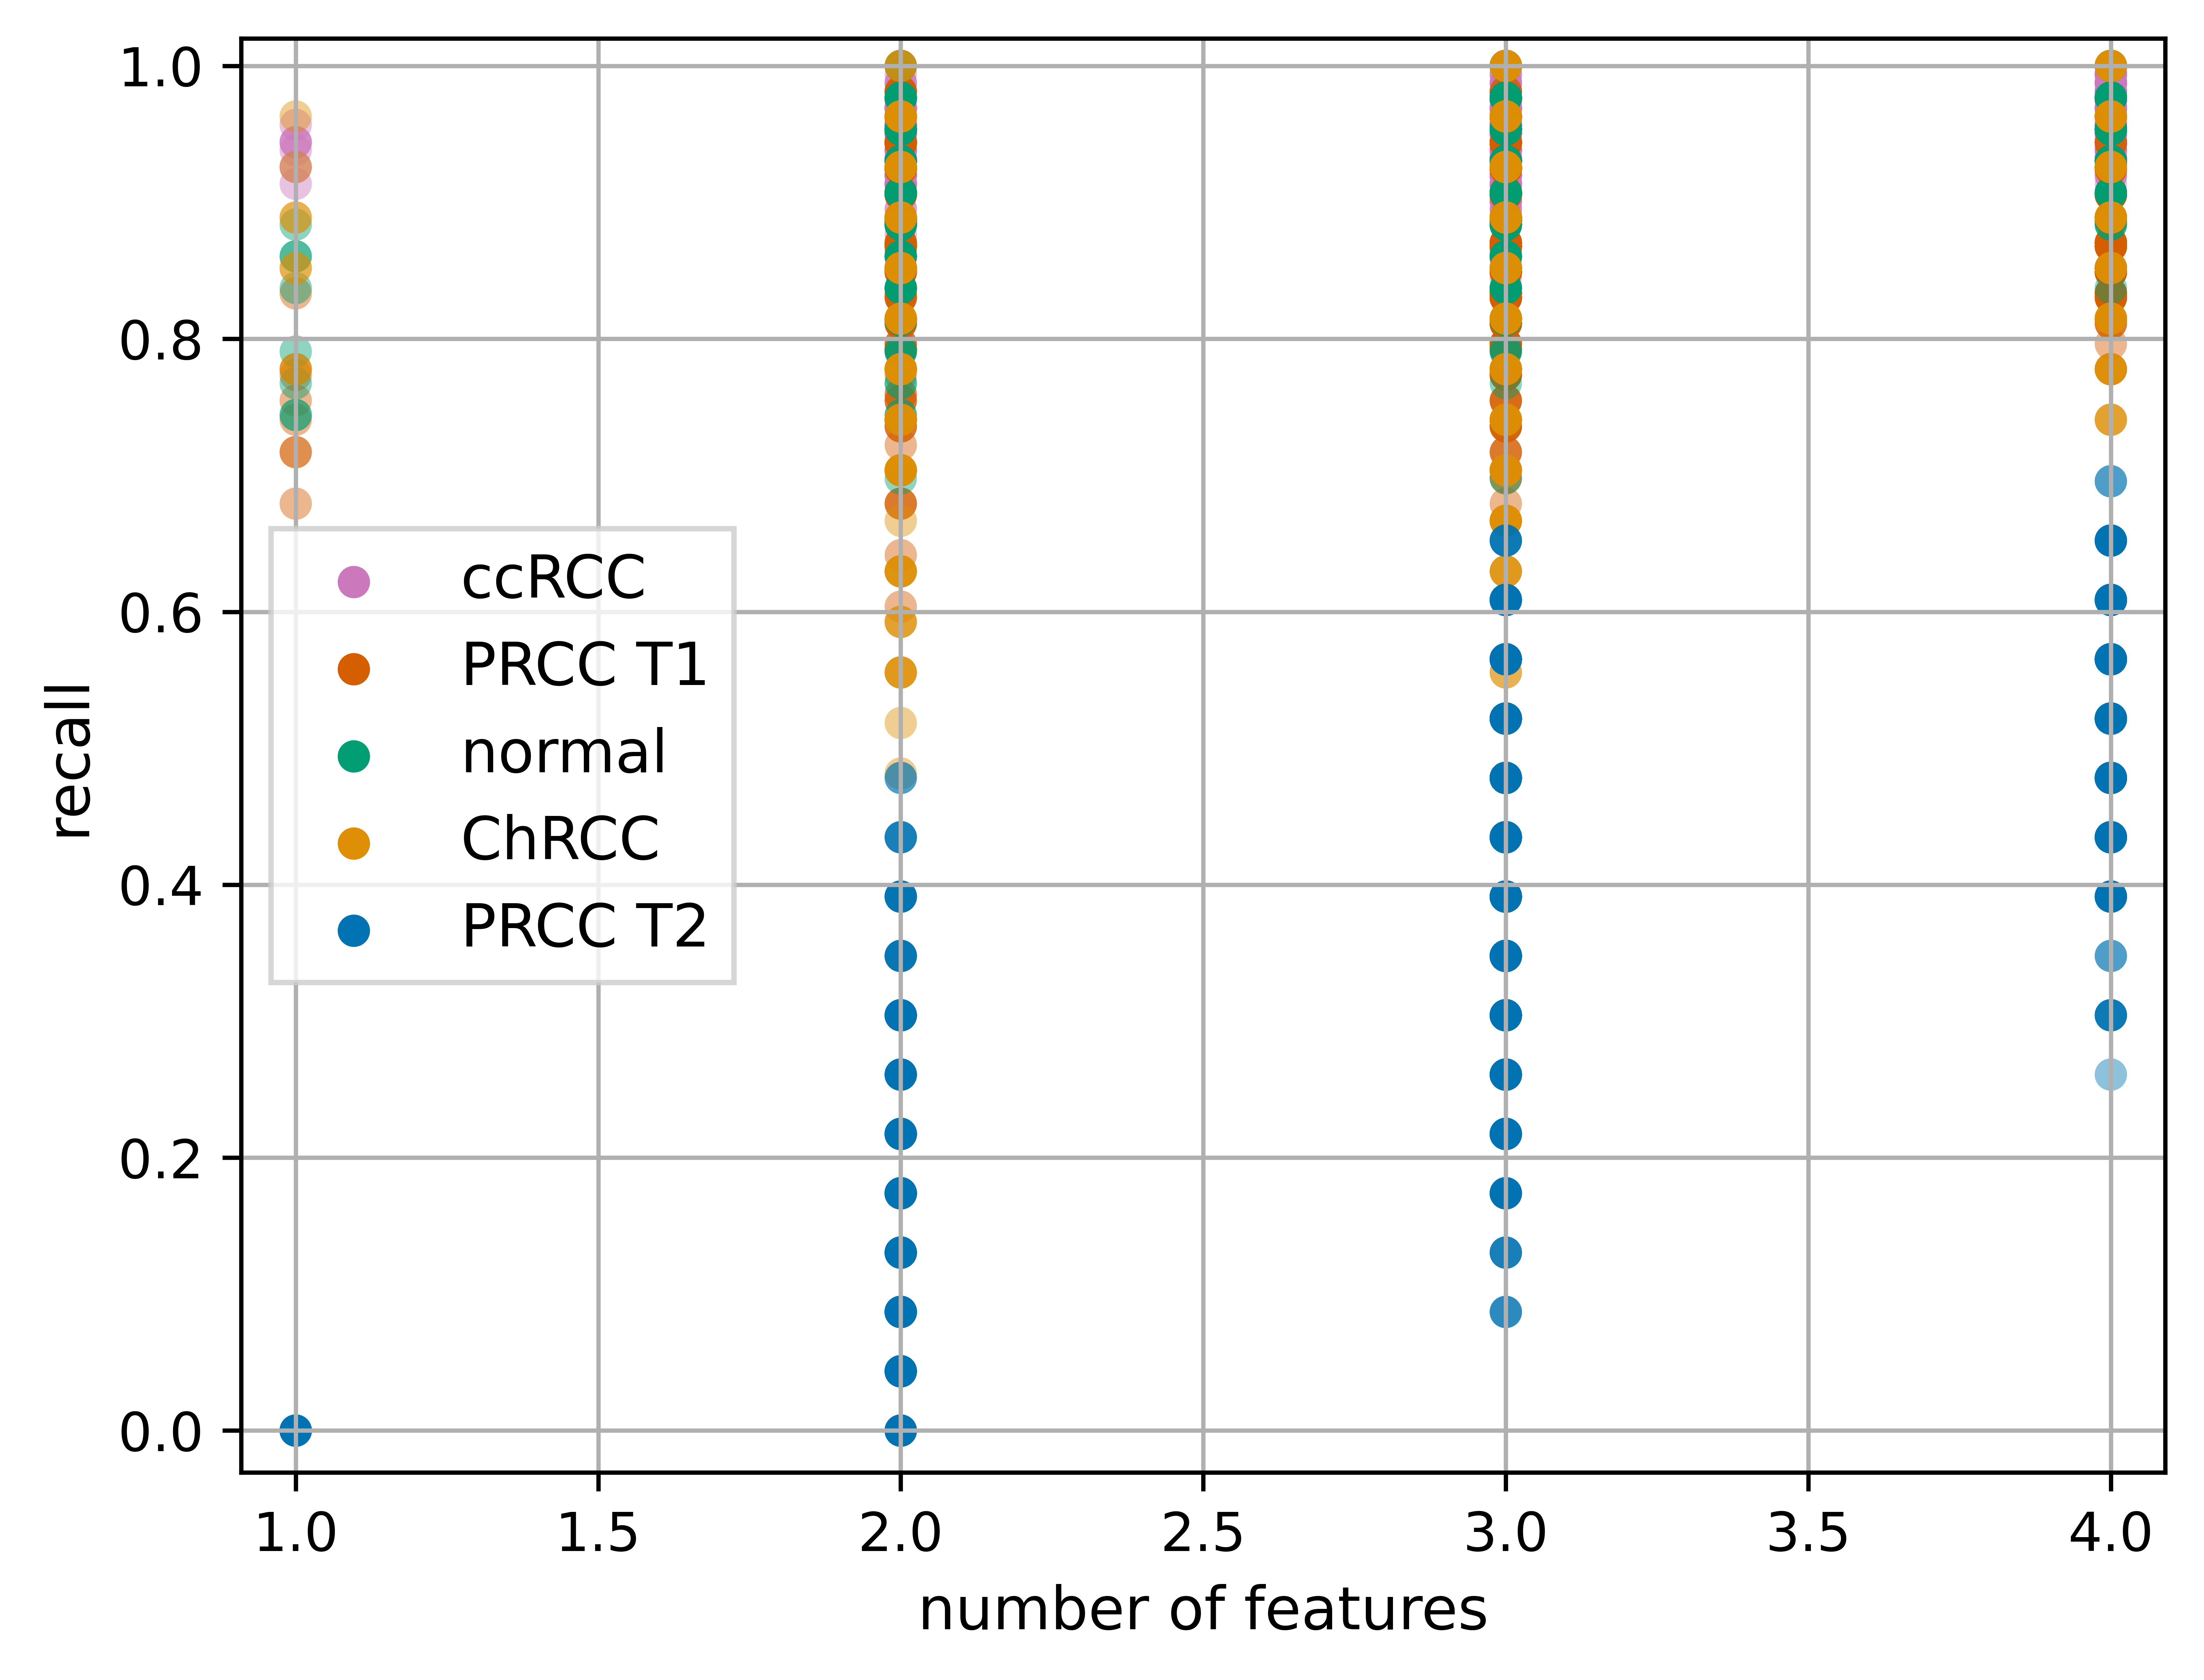 1.0
0.8
0.6
0.4
0.2
0.0
recall
ccRCC
PRCC T1
normal
ChRCC
PRCC T2
1.0 1.5 2.0 2.5 3.0 3.5 4.0
number of features